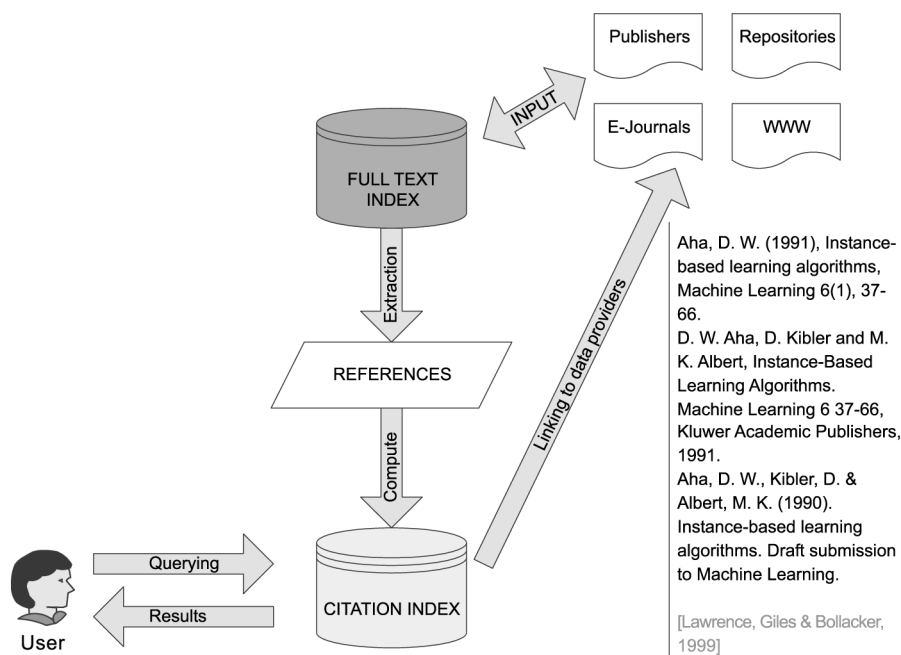 Publishers
Repositories
INPUT
E-Journals
WWW
FULL TEXT
INDEX
Extraction
REFERENCES
Linking to data providers
Compute
Querying
Results
User
CITATION INDEX
Aha, D. W. (1991), Instance-
based learning algorithms,
Machine Learning 6(1), 37-
66.
D. W. Aha, D. Kibler and M.
K. Albert, Instance-Based
Learning Algorithms.
Machine Learning 6 37-66,
Kluwer Academic Publishers,
1991.
Aha, D. W., Kibler, D. &
Albert, M. K. (1990).
Instance-based learning
algorithms. Draft submission
to Machine Learning.
[Lawrence, Giles & Bollacker,
1999]